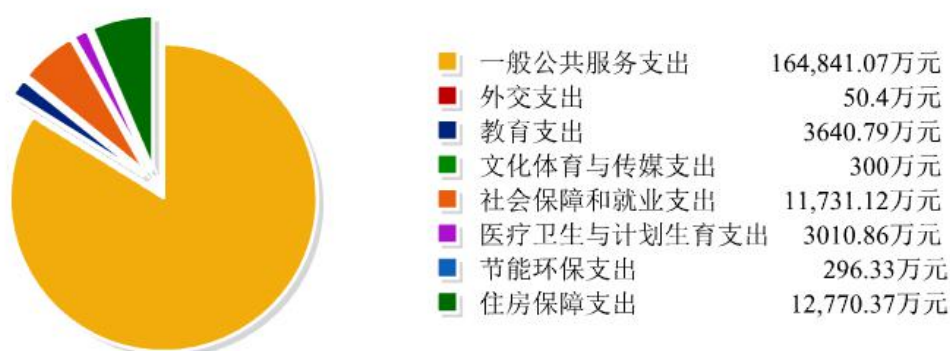 一般公共服务支出 164,841.07万元
外交支出 50.4万元
教育支出 3640.79万元
文化体育与传媒支出 300万元
社会保障和就业支出 11,731.12万元
医疗卫生与计划生育支出 3010.86万元
节能环保支出 296.33万元
住房保障支出 12,770.37万元